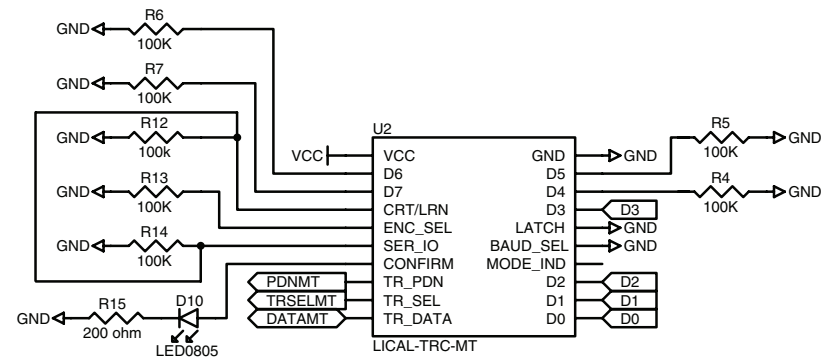 R6
GND
100K
R7
GND
100K
R12
GND
100k
R13
GND
100K
R14
GND
100K
R15
GND
200 ohm
D10
LED0805
PDNMT
TRSELMT
DATAMT
U2
VCC VCC GND GND
D6 D5
D7 D4
CRT/LRN D3 D3
ENC_SEL LATCH GND
SER_IO BAUD_SEL GND
CONFIRM MODE_IND
TR_PDN D2 D2
TR_SEL D1 D1
TR_DATA D0 D0
LICAL-TRC-MT
R5
GND
100K
R4
GND
100K